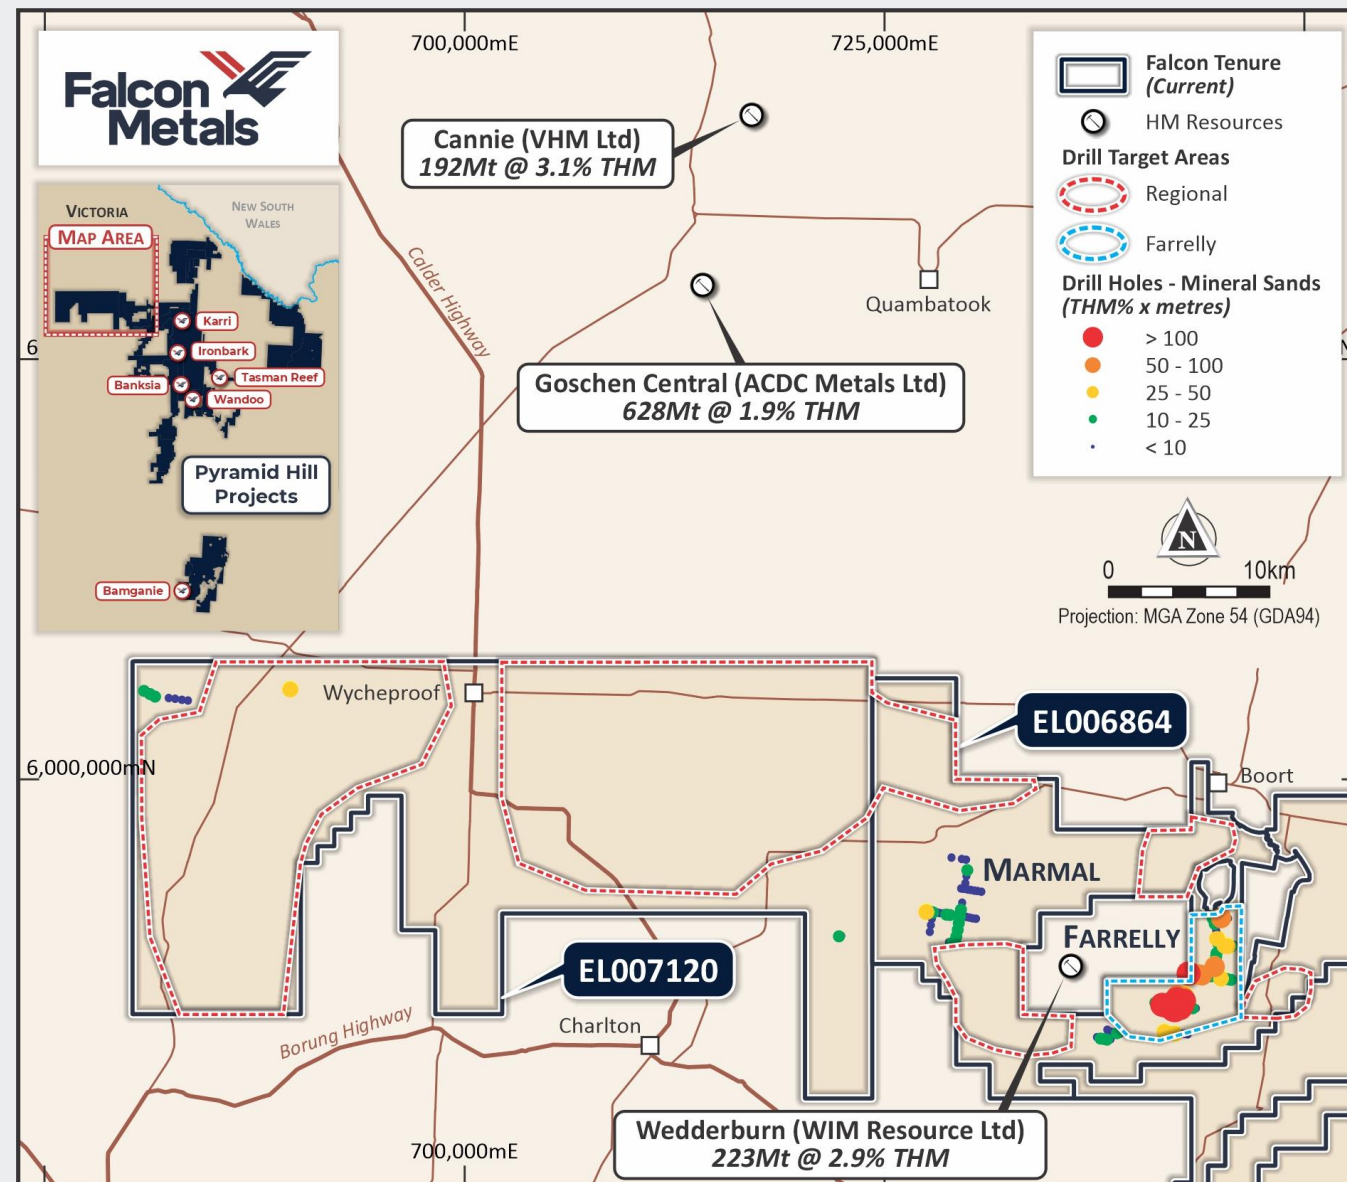 700,000mE
725,000mE
Falcon
Metals
Cannie (VHM Ltd)
192Mt @ 3.1% THM
Falcon Tenure
(Current)
HM Resources
Drill Target Areas
Regional
Farrelly
Drill Holes - Mineral Sands
(THM% x metres)
> 100
50 - 100
25 - 50
10 - 25
< 10
VICTORIA
MAP AREA
NEW SOUTH
WALES
Karri
Ironbark
Banksia
Tasman Reef
Wandoo
Pyramid Hill
Projects
Bamganie
Calder Highway
Quambatook
6
N
Goschen Central (ACDC Metals Ltd)
628Mt @ 1.9% THM
N
0
10km
Projection: MGA Zone 54 (GDA94)
Wycheproof
EL006864
6,000,000mN
Boort
MARMAL
FARRELLY
EL007120
Borung Highway
Charlton
Wedderburn (WIM Resource Ltd)
223Mt @ 2.9% THM
700,000mE